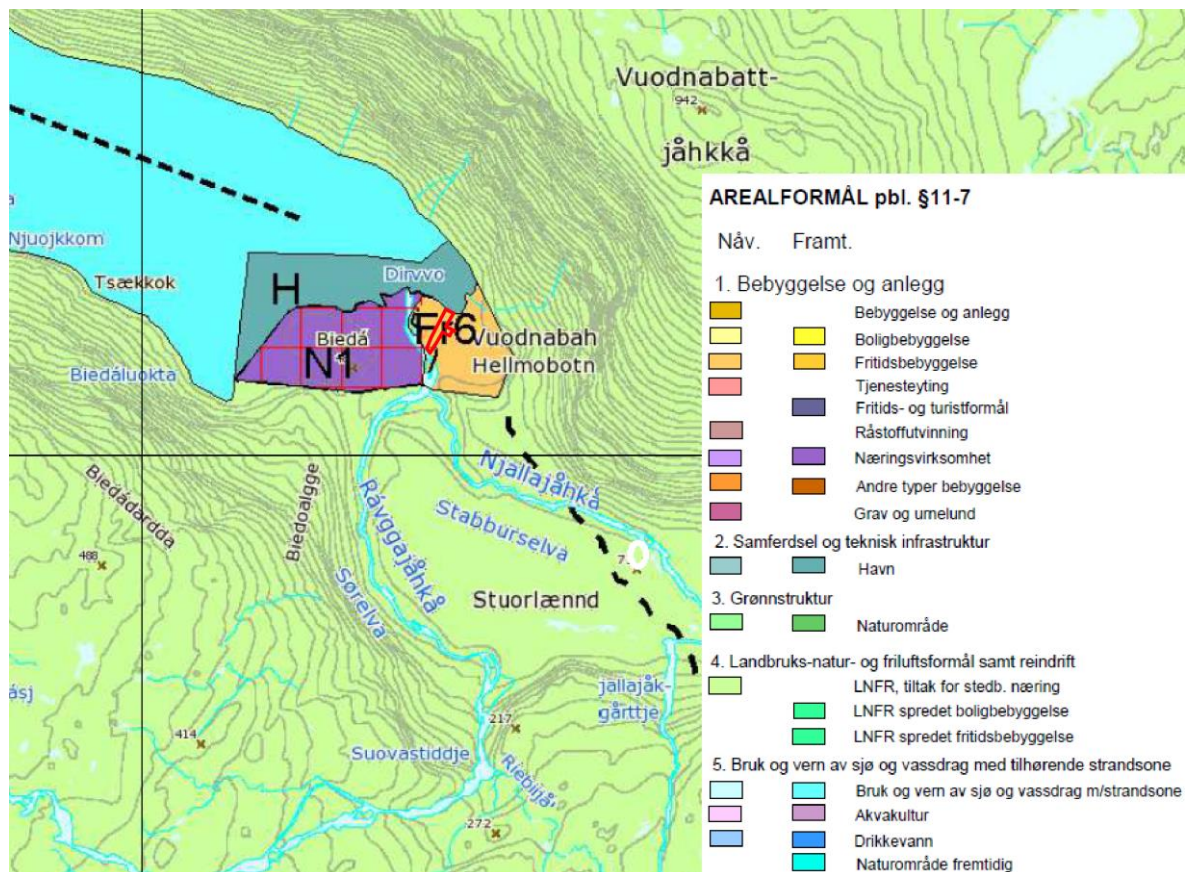 Vuodnabatt-
942
jåhkkå
Njuojkkom
Tsækkok
Dirvvo
H
Biedá
Fr6
Vuodnabah
Hellmobotn
N1
Biedáluokta
Njallajåhkå
Stabburselva
Biedådardda
Biedoalgge
Rávggajåhkå
Sørelva
488
Stuorlænnd
jallajåk-
gårttje
ásj
414
217
Suovastiddje
272
AREALFORMÅL pbl. §11-7
Nåv. Framt.
1. Bebyggelse og anlegg
Bebyggelse og anlegg
Boligbebyggelse
Fritidsbebyggelse
Tjenesteyting
Fritids- og turistformål
Råstoffutvinning
Næringsvirksomhet
Andre typer bebyggelse
Grav og urnelund
2. Samferdsel og teknisk infrastruktur
Havn
3. Grønnstruktur
Naturområde
4. Landbruks-natur- og friluftsformål samt reindrift
LNFR, tiltak for stedb. næring
LNFR spredet boligbebyggelse
LNFR spredet fritidsbebyggelse
5. Bruk og vern av sjø og vassdrag med tilhørende strandsone
Bruk og vern av sjø og vassdrag m/strandsone
Akvakultur
Drikkevann
Naturområde fremtidig